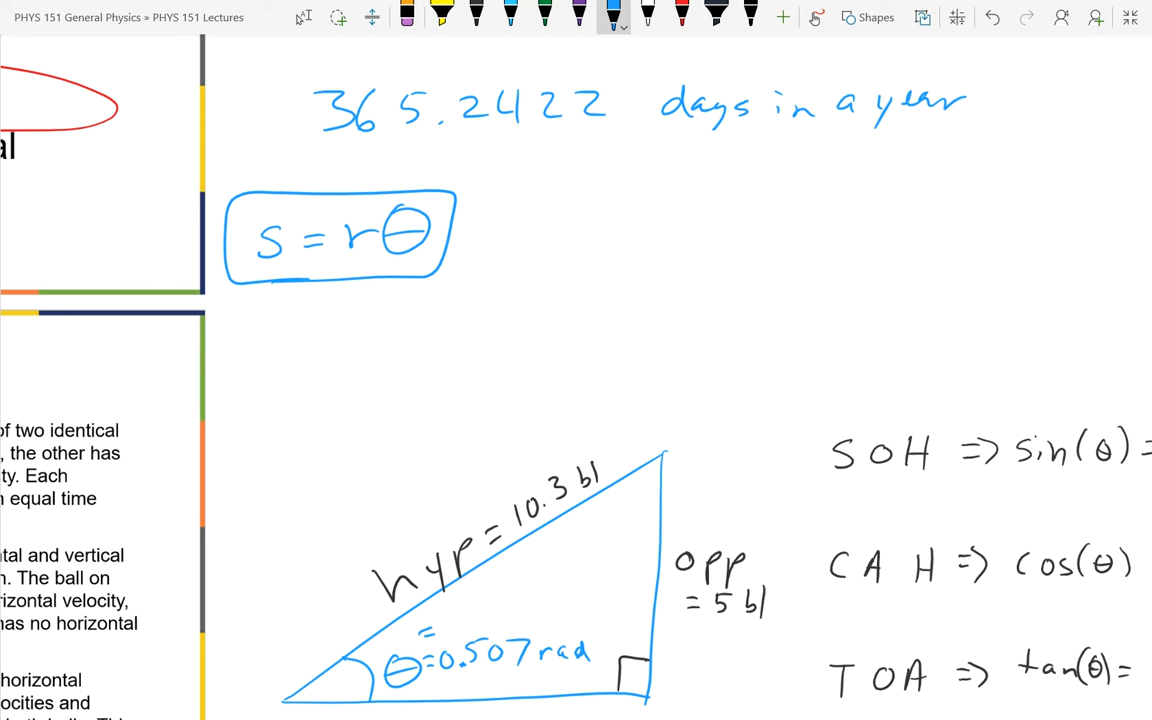 PHYS 151 General Physics » PHYS 151 Lectures
Shapes
al
365.2422 days in a year
s = rθ
of two identical
, the other has
ty. Each
equal time
tal and vertical
n. The ball on
rizontal velocity,
has no horizontal
horizontal
ocities and
hyp = 10.3 bl
opp
= 5 bl
θ = 0.507 rad
SOH => sin(θ) =
CAH => cos(θ)
TOA => tan(θ) =